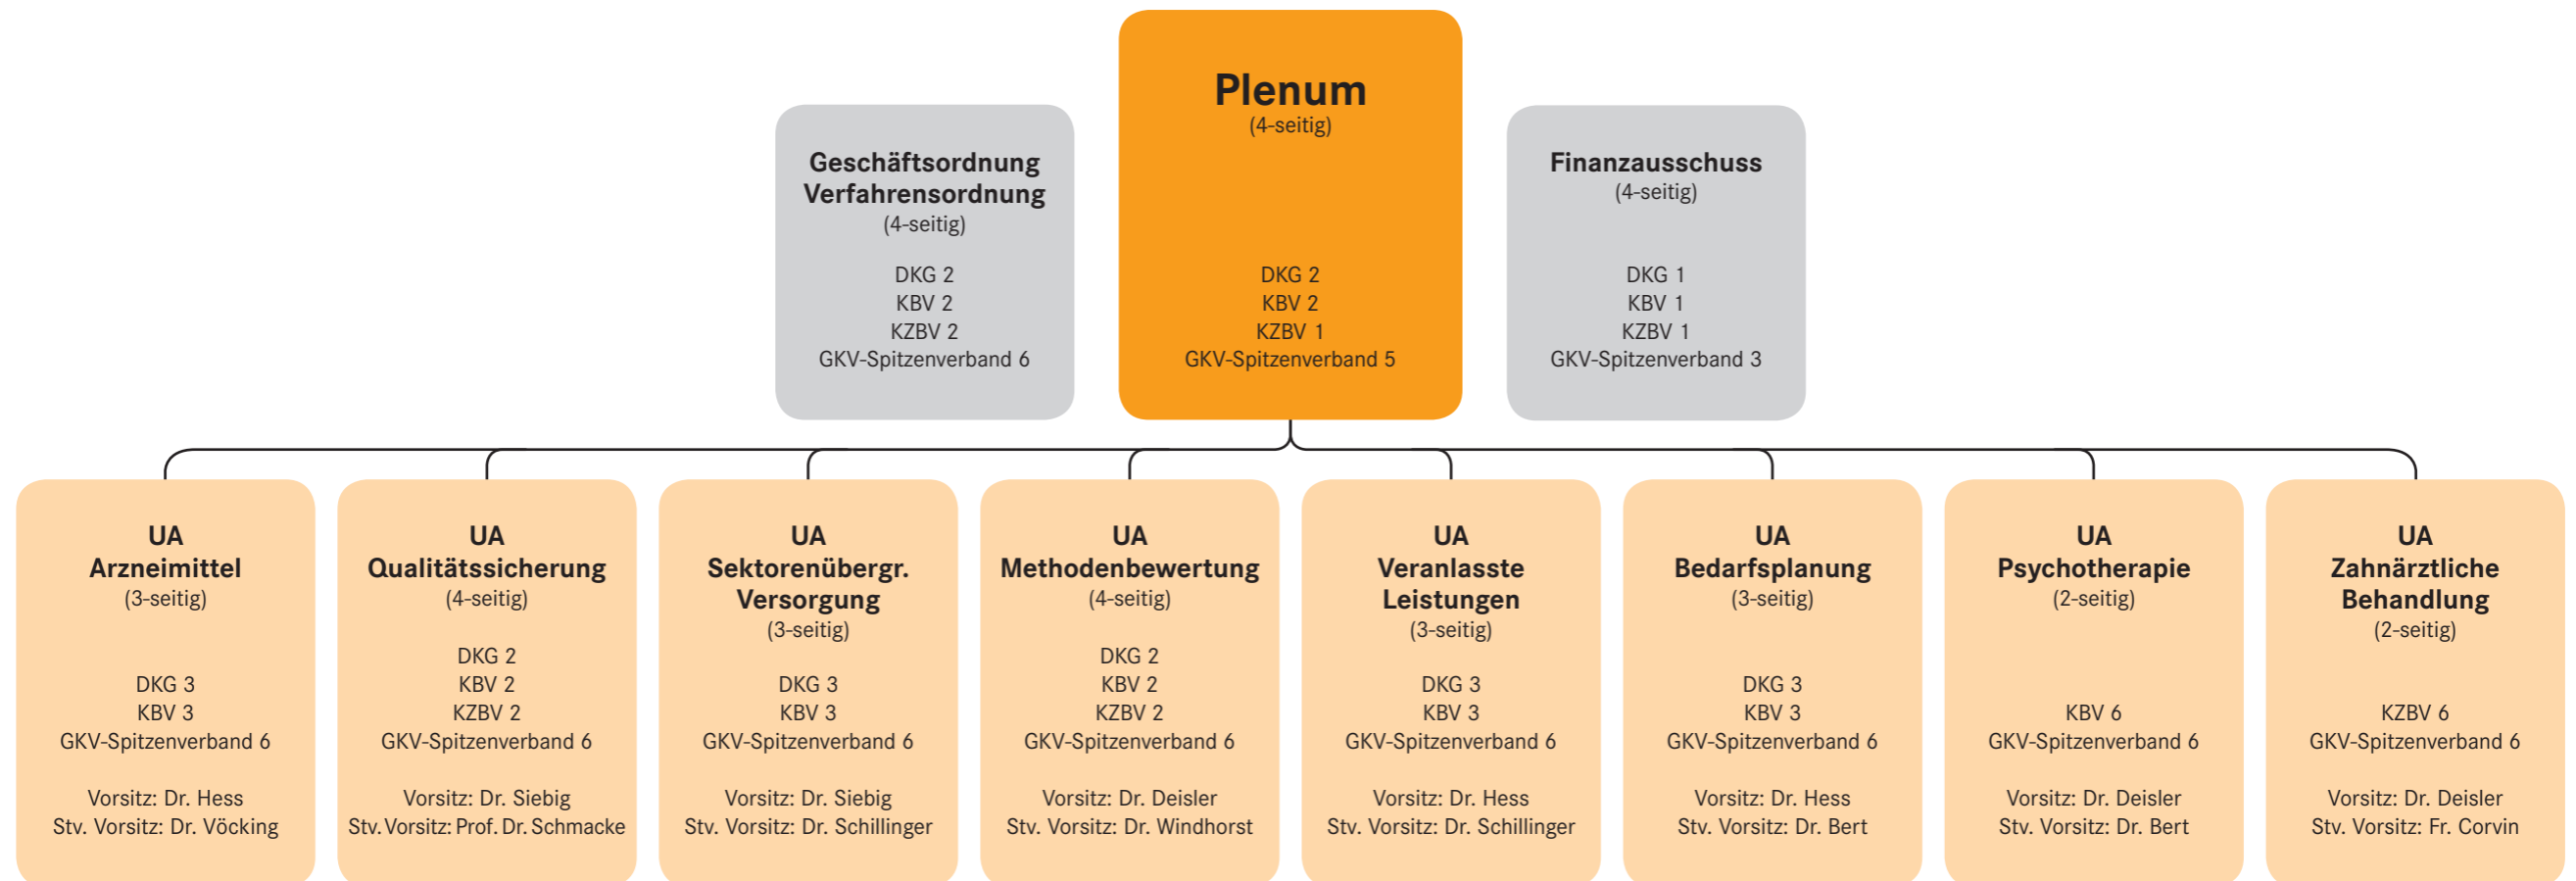 Plenum
(4-seitig)
DKG 2
KBV 2
KZBV 1
GKV-Spitzenverband 5
Geschäftsordnung
Verfahrensordnung
(4-seitig)
DKG 2
KBV 2
KZBV 2
GKV-Spitzenverband 6
Finanzausschuss
(4-seitig)
DKG 1
KBV 1
KZBV 1
GKV-Spitzenverband 3
UA
Arzneimittel
(3-seitig)
DKG 3
KBV 3
GKV-Spitzenverband 6
Vorsitz: Dr. Hess
Stv. Vorsitz: Dr. Vöcking
UA
Qualitätssicherung
(4-seitig)
DKG 2
KBV 2
KZBV 2
GKV-Spitzenverband 6
Vorsitz: Dr. Siebig
Stv. Vorsitz: Prof. Dr. Schmacke
UA
Sektorenübergr.
Versorgung
(3-seitig)
DKG 3
KBV 3
GKV-Spitzenverband 6
Vorsitz: Dr. Siebig
Stv. Vorsitz: Dr. Schillinger
UA
Methodenbewertung
(4-seitig)
DKG 2
KBV 2
KZBV 2
GKV-Spitzenverband 6
Vorsitz: Dr. Deisler
Stv. Vorsitz: Dr. Windhorst
UA
Veranlasste
Leistungen
(3-seitig)
DKG 3
KBV 3
GKV-Spitzenverband 6
Vorsitz: Dr. Hess
Stv. Vorsitz: Dr. Schillinger
UA
Bedarfsplanung
(3-seitig)
DKG 3
KBV 3
GKV-Spitzenverband 6
Vorsitz: Dr. Hess
Stv. Vorsitz: Dr. Bert
UA
Psychotherapie
(2-seitig)
KBV 6
GKV-Spitzenverband 6
Vorsitz: Dr. Deisler
Stv. Vorsitz: Dr. Bert
UA
Zahnärztliche
Behandlung
(2-seitig)
KZBV 6
GKV-Spitzenverband 6
Vorsitz: Dr. Deisler
Stv. Vorsitz: Fr. Corvin